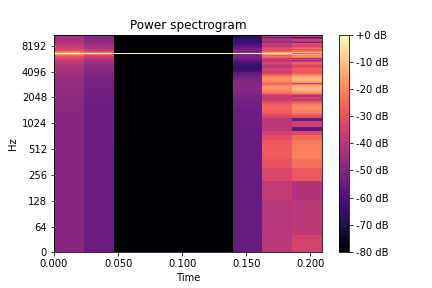 Power spectrogram
8192
4096
2048
1024
512
256
128
64
0
Hz
0.000 0.050 0.100 0.150 0.200
Time
+0 dB
-10 dB
-20 dB
-30 dB
-40 dB
-50 dB
-60 dB
-70 dB
-80 dB